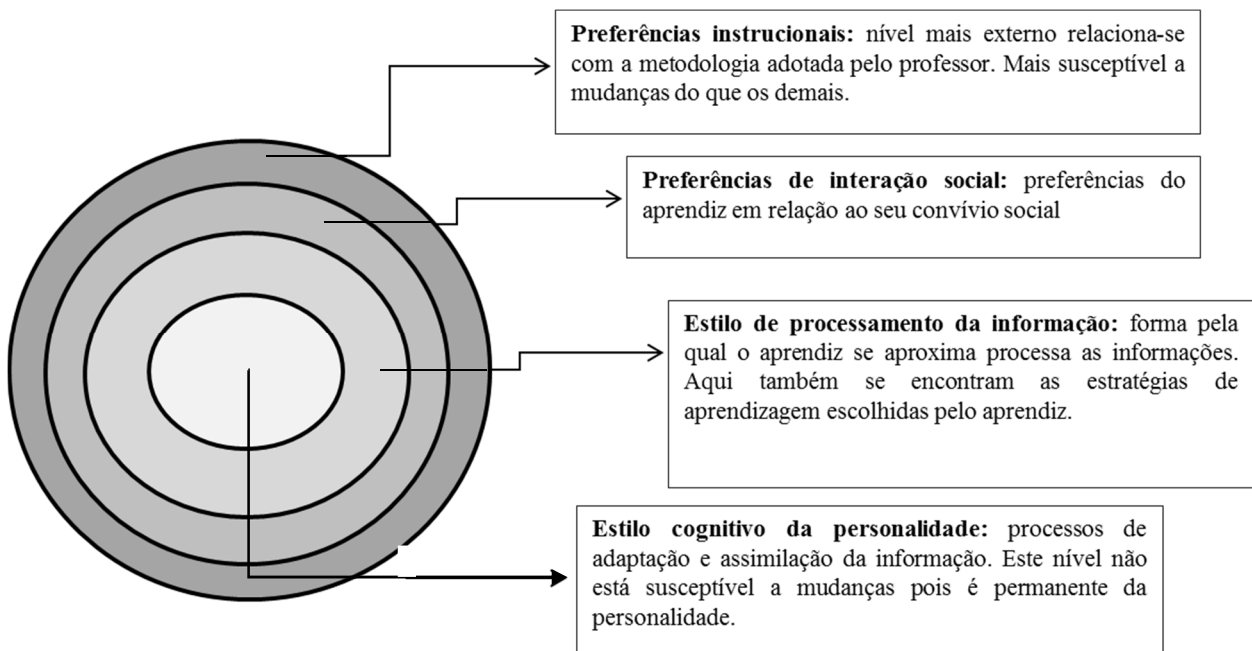 Preferências instrucionais: nível mais externo relaciona-se
com a metodologia adotada pelo professor. Mais susceptível a
mudanças do que os demais.
Preferências de interação social: preferências do
aprendiz em relação ao seu convívio social
Estilo de processamento da informação: forma pela
qual o aprendiz se aproxima processa as informações.
Aqui também se encontram as estratégias de
aprendizagem escolhidas pelo aprendiz.
Estilo cognitivo da personalidade: processos de
adaptação e assimilação da informação. Este nível não
está susceptível a mudanças pois é permanente da
personalidade.